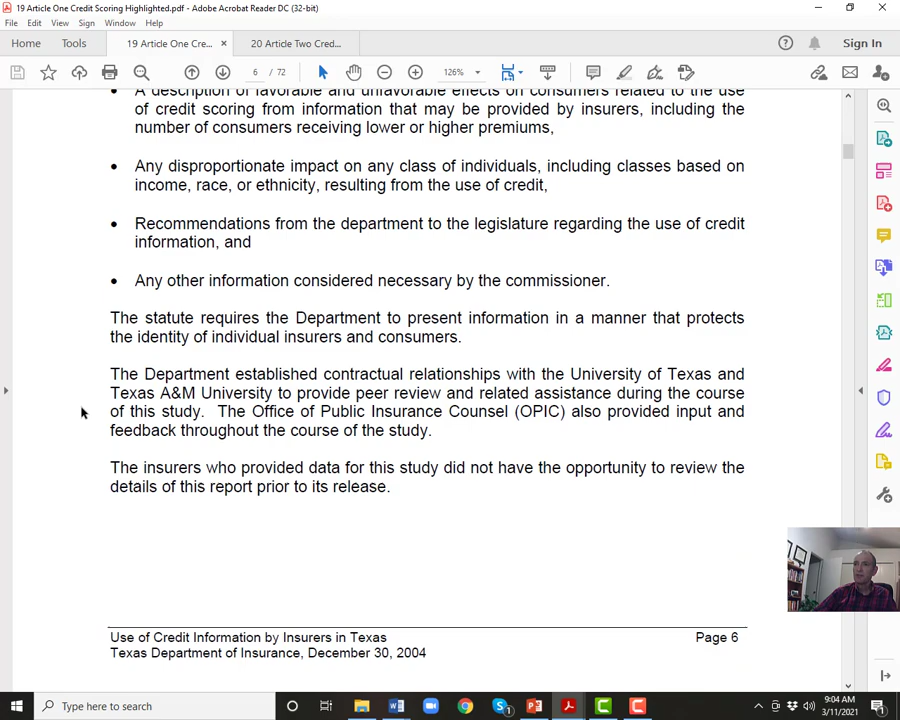 19 Article One Credit Scoring Highlighted.pdf - Adobe Acrobat Reader DC (32-bit)
File Edit View Sign Window Help
Home Tools 19 Article One Cre... × 20 Article Two Cred... Sign In
6 / 72 126%
• A description of favorable and unfavorable effects on consumers related to the use
of credit scoring from information that may be provided by insurers, including the
number of consumers receiving lower or higher premiums,
• Any disproportionate impact on any class of individuals, including classes based on
income, race, or ethnicity, resulting from the use of credit,
• Recommendations from the department to the legislature regarding the use of credit
information, and
• Any other information considered necessary by the commissioner.
The statute requires the Department to present information in a manner that protects
the identity of individual insurers and consumers.
The Department established contractual relationships with the University of Texas and
Texas A&M University to provide peer review and related assistance during the course
of this study. The Office of Public Insurance Counsel (OPIC) also provided input and
feedback throughout the course of the study.
The insurers who provided data for this study did not have the opportunity to review the
details of this report prior to its release.
Use of Credit Information by Insurers in Texas Page 6
Texas Department of Insurance, December 30, 2004
Type here to search
9:04 AM
3/11/2021